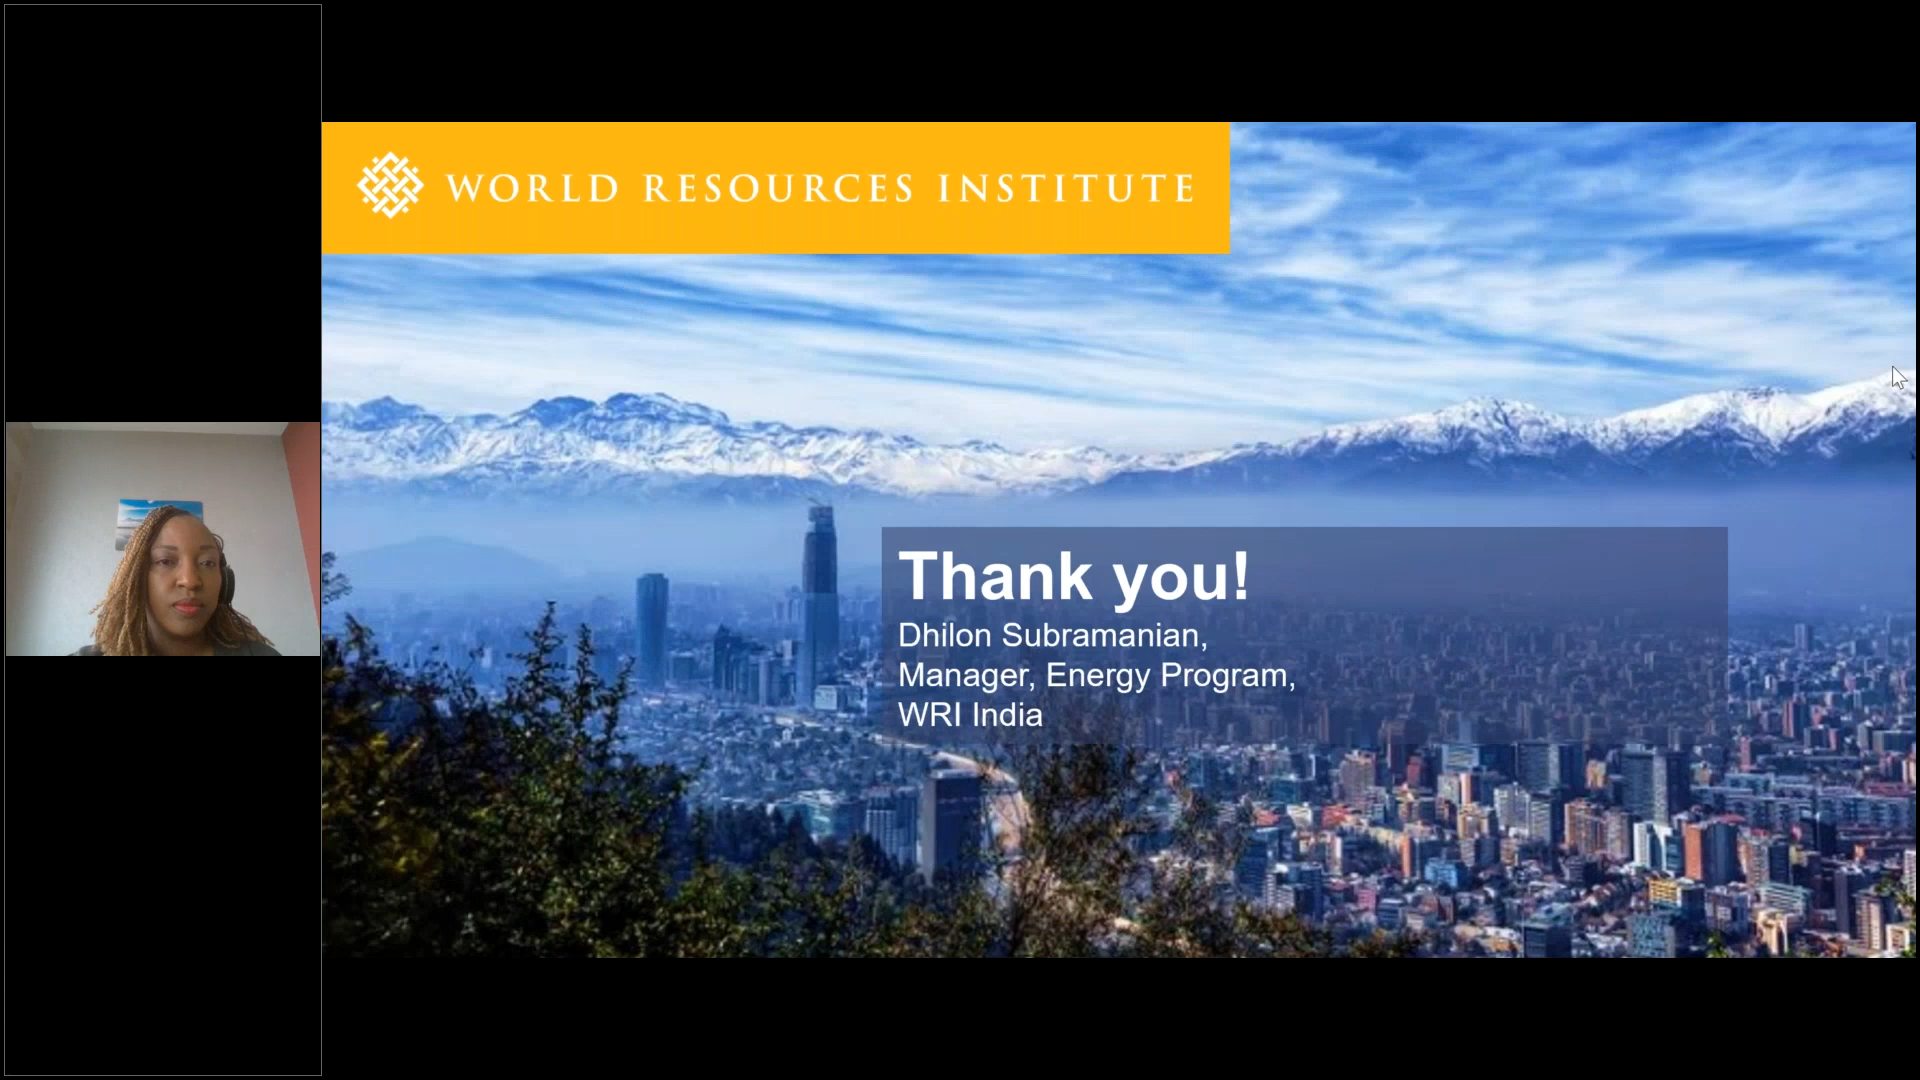 WORLD RESOURCES INSTITUTE
Thank you!
Dhilon Subramanian,
Manager, Energy Program,
WRI India